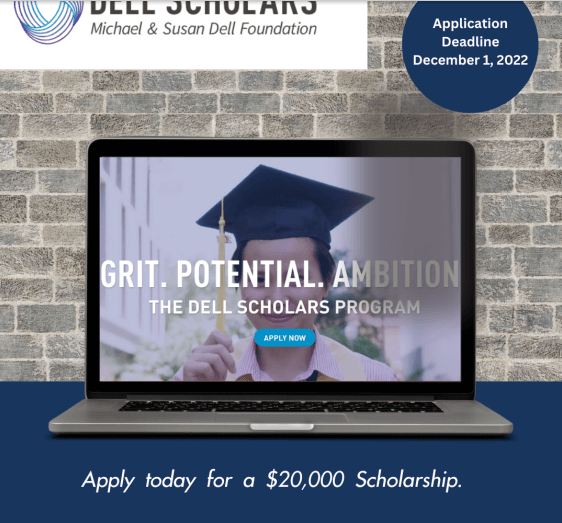 DELL SCHOLARS
Michael & Susan Dell Foundation
Application
Deadline
December 1, 2022
GRIT. POTENTIAL. AMBITION
THE DELL SCHOLARS PROGRAM
APPLY NOW
Apply today for a $20,000 Scholarship.